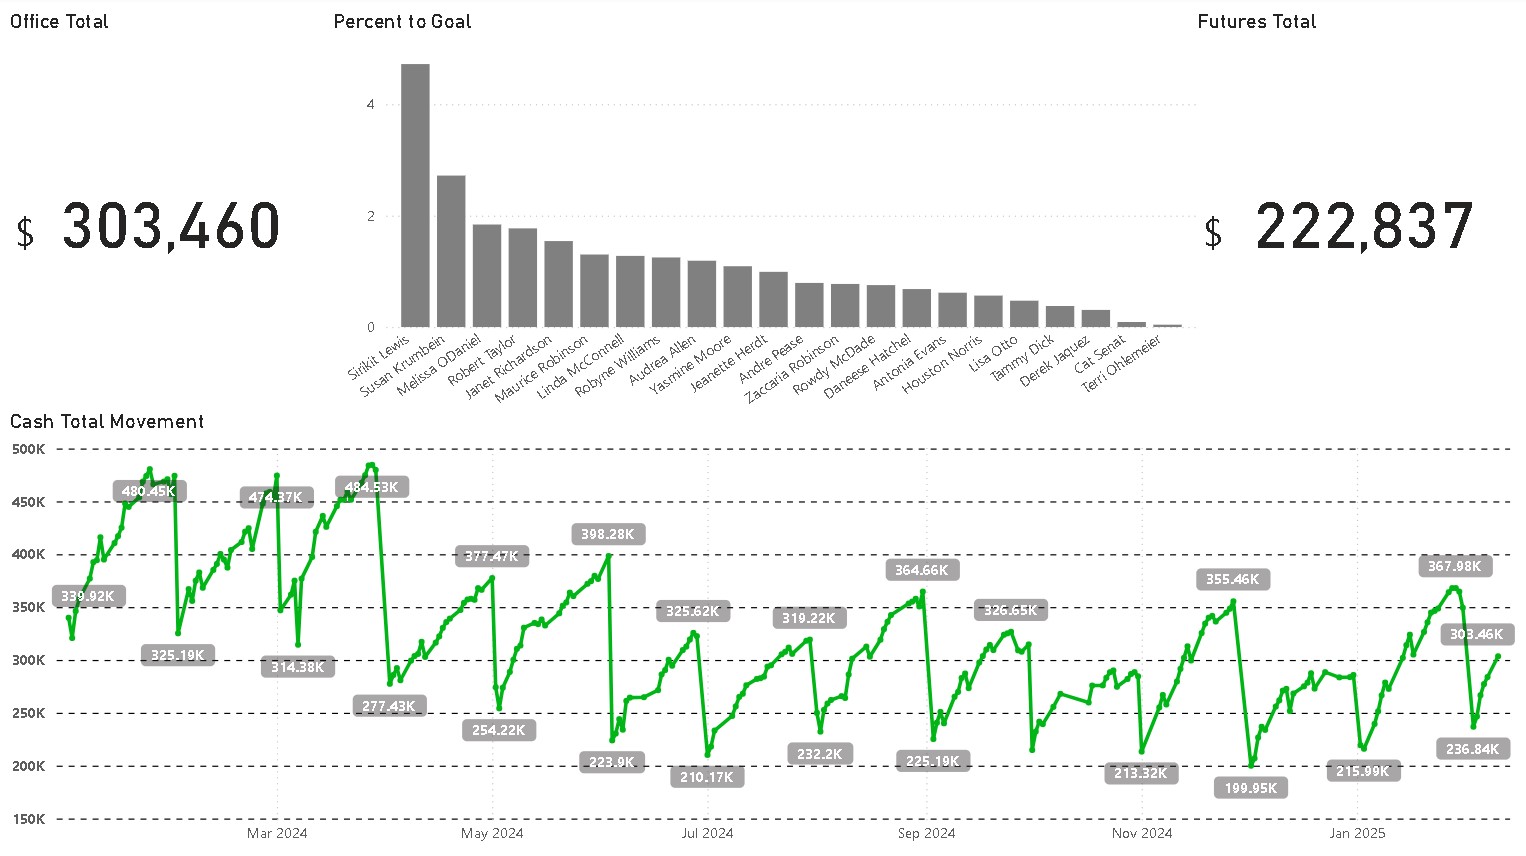 Office Total
Percent to Goal
Futures Total
$ 303,460
$ 222,837
4
2
0
Sirikit Lewis
Susan Krumbein
Melissa ODaniel
Robert Taylor
Janet Richardson
Maurice Robinson
Linda McConnell
Robyne Williams
Audrea Allen
Yasmine Moore
Jeanette Herdt
Andre Pease
Zaccaria Robinson
Rowdy McDade
Daneese Hatchel
Antonia Evans
Houston Norris
Lisa Otto
Tammy Dick
Derek Jaquez
Cat Senat
Terri Ohlemeier
Cash Total Movement
500K
450K
400K
350K
300K
250K
200K
150K
339.92K
480.45K
325.19K
474.37K
314.38K
484.53K
277.43K
377.47K
254.22K
398.28K
223.9K
325.62K
210.17K
319.22K
232.2K
364.66K
225.19K
326.65K
213.32K
355.46K
199.95K
215.99K
367.98K
303.46K
236.84K
Mar 2024
May 2024
Jul 2024
Sep 2024
Nov 2024
Jan 2025